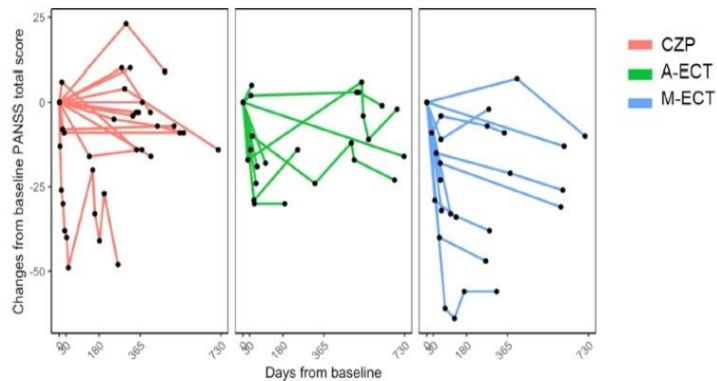 Changes from baseline PANSS total score
25
0
-25
-50
0 30 180 365 730
0 30 180 365 730
0 30 180 365 730
Days from baseline
CZP
A-ECT
M-ECT